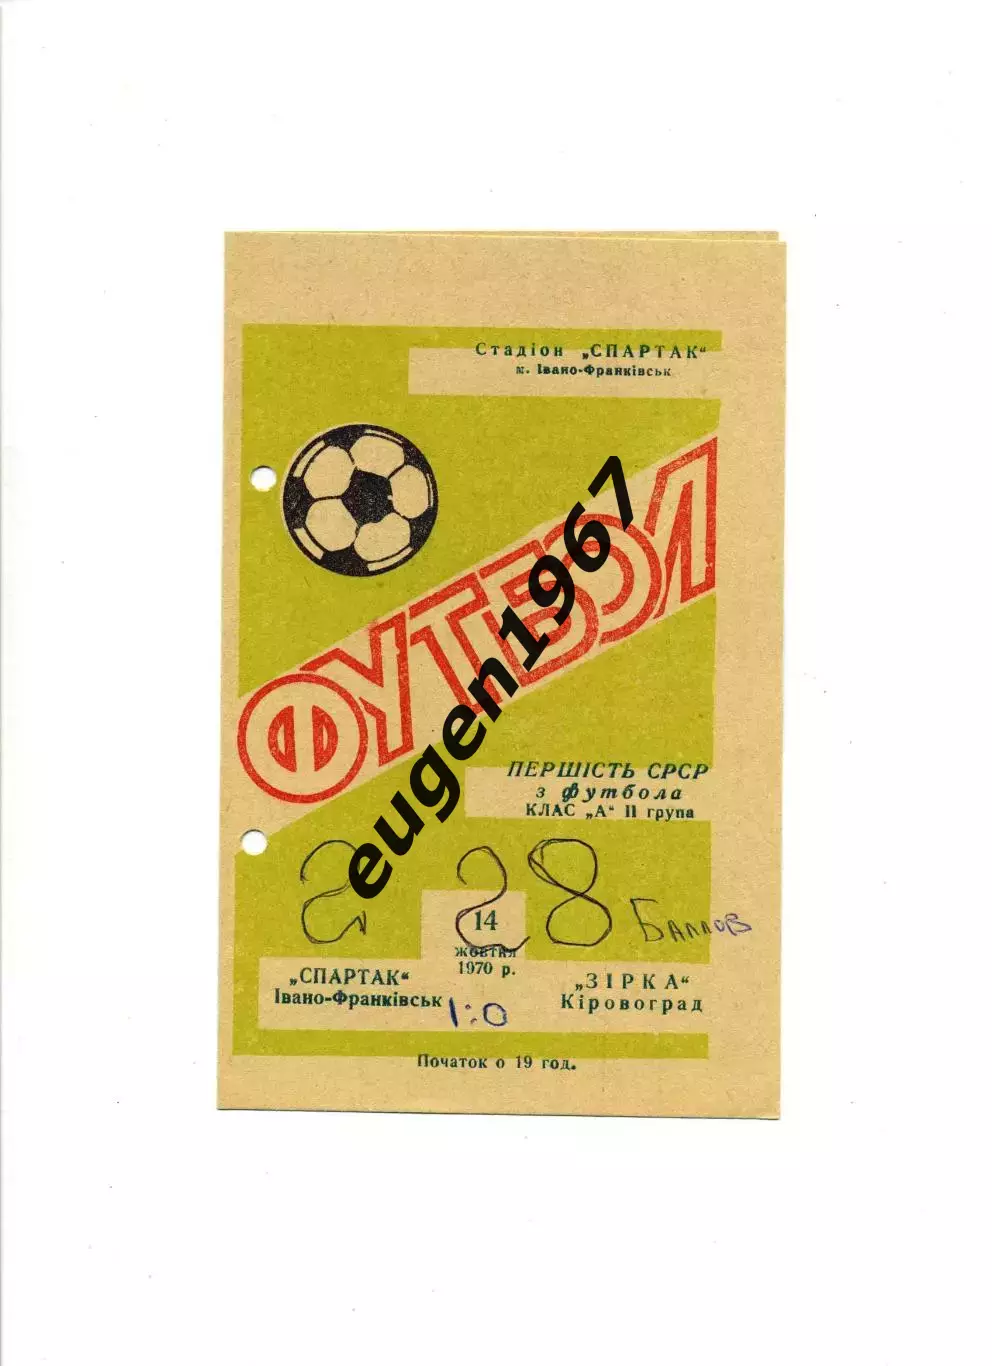 Стадіон „СПАРТАК"
м. Івано-Франківськ
ФУТБОЛ
eugen1967
ПЕРШІСТЬ СРСР
з футбола
КЛАС „А" II група
2 28 Баллов
14
жовтня
1970 р.
„СПАРТАК"
Івано-Франківськ
1:0
„ЗІРКА"
Кіровоград
Початок о 19 год.